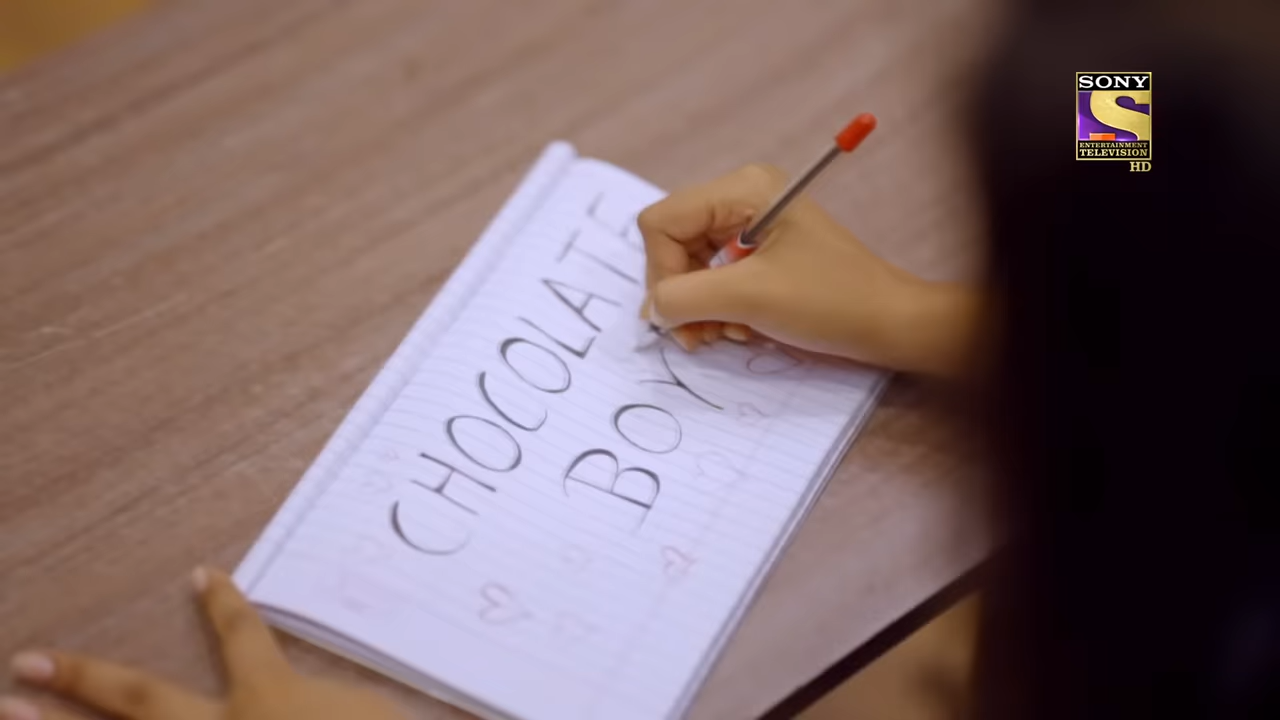 SONY
ENTERTAINMENT
TELEVISION
HD
CHOCOLATE
BOY